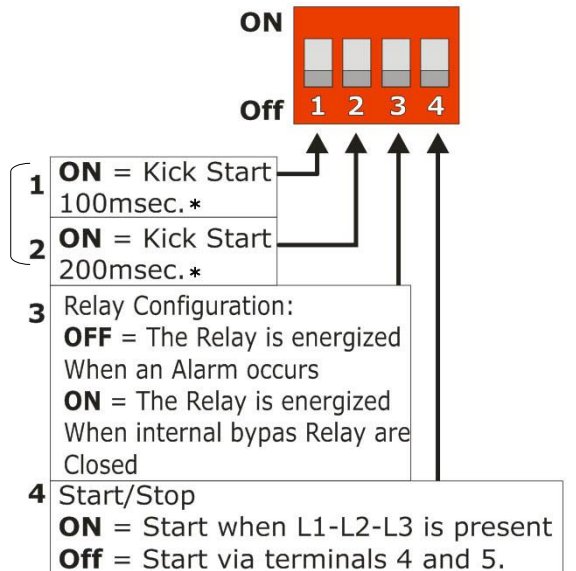 ON
Off 1 2 3 4
1 ON = Kick Start
100msec.*
2 ON = Kick Start
200msec.*
3 Relay Configuration:
OFF = The Relay is energized
When an Alarm occurs
ON = The Relay is energized
When internal bypas Relay are
Closed
4 Start/Stop
ON = Start when L1-L2-L3 is present
Off = Start via terminals 4 and 5.